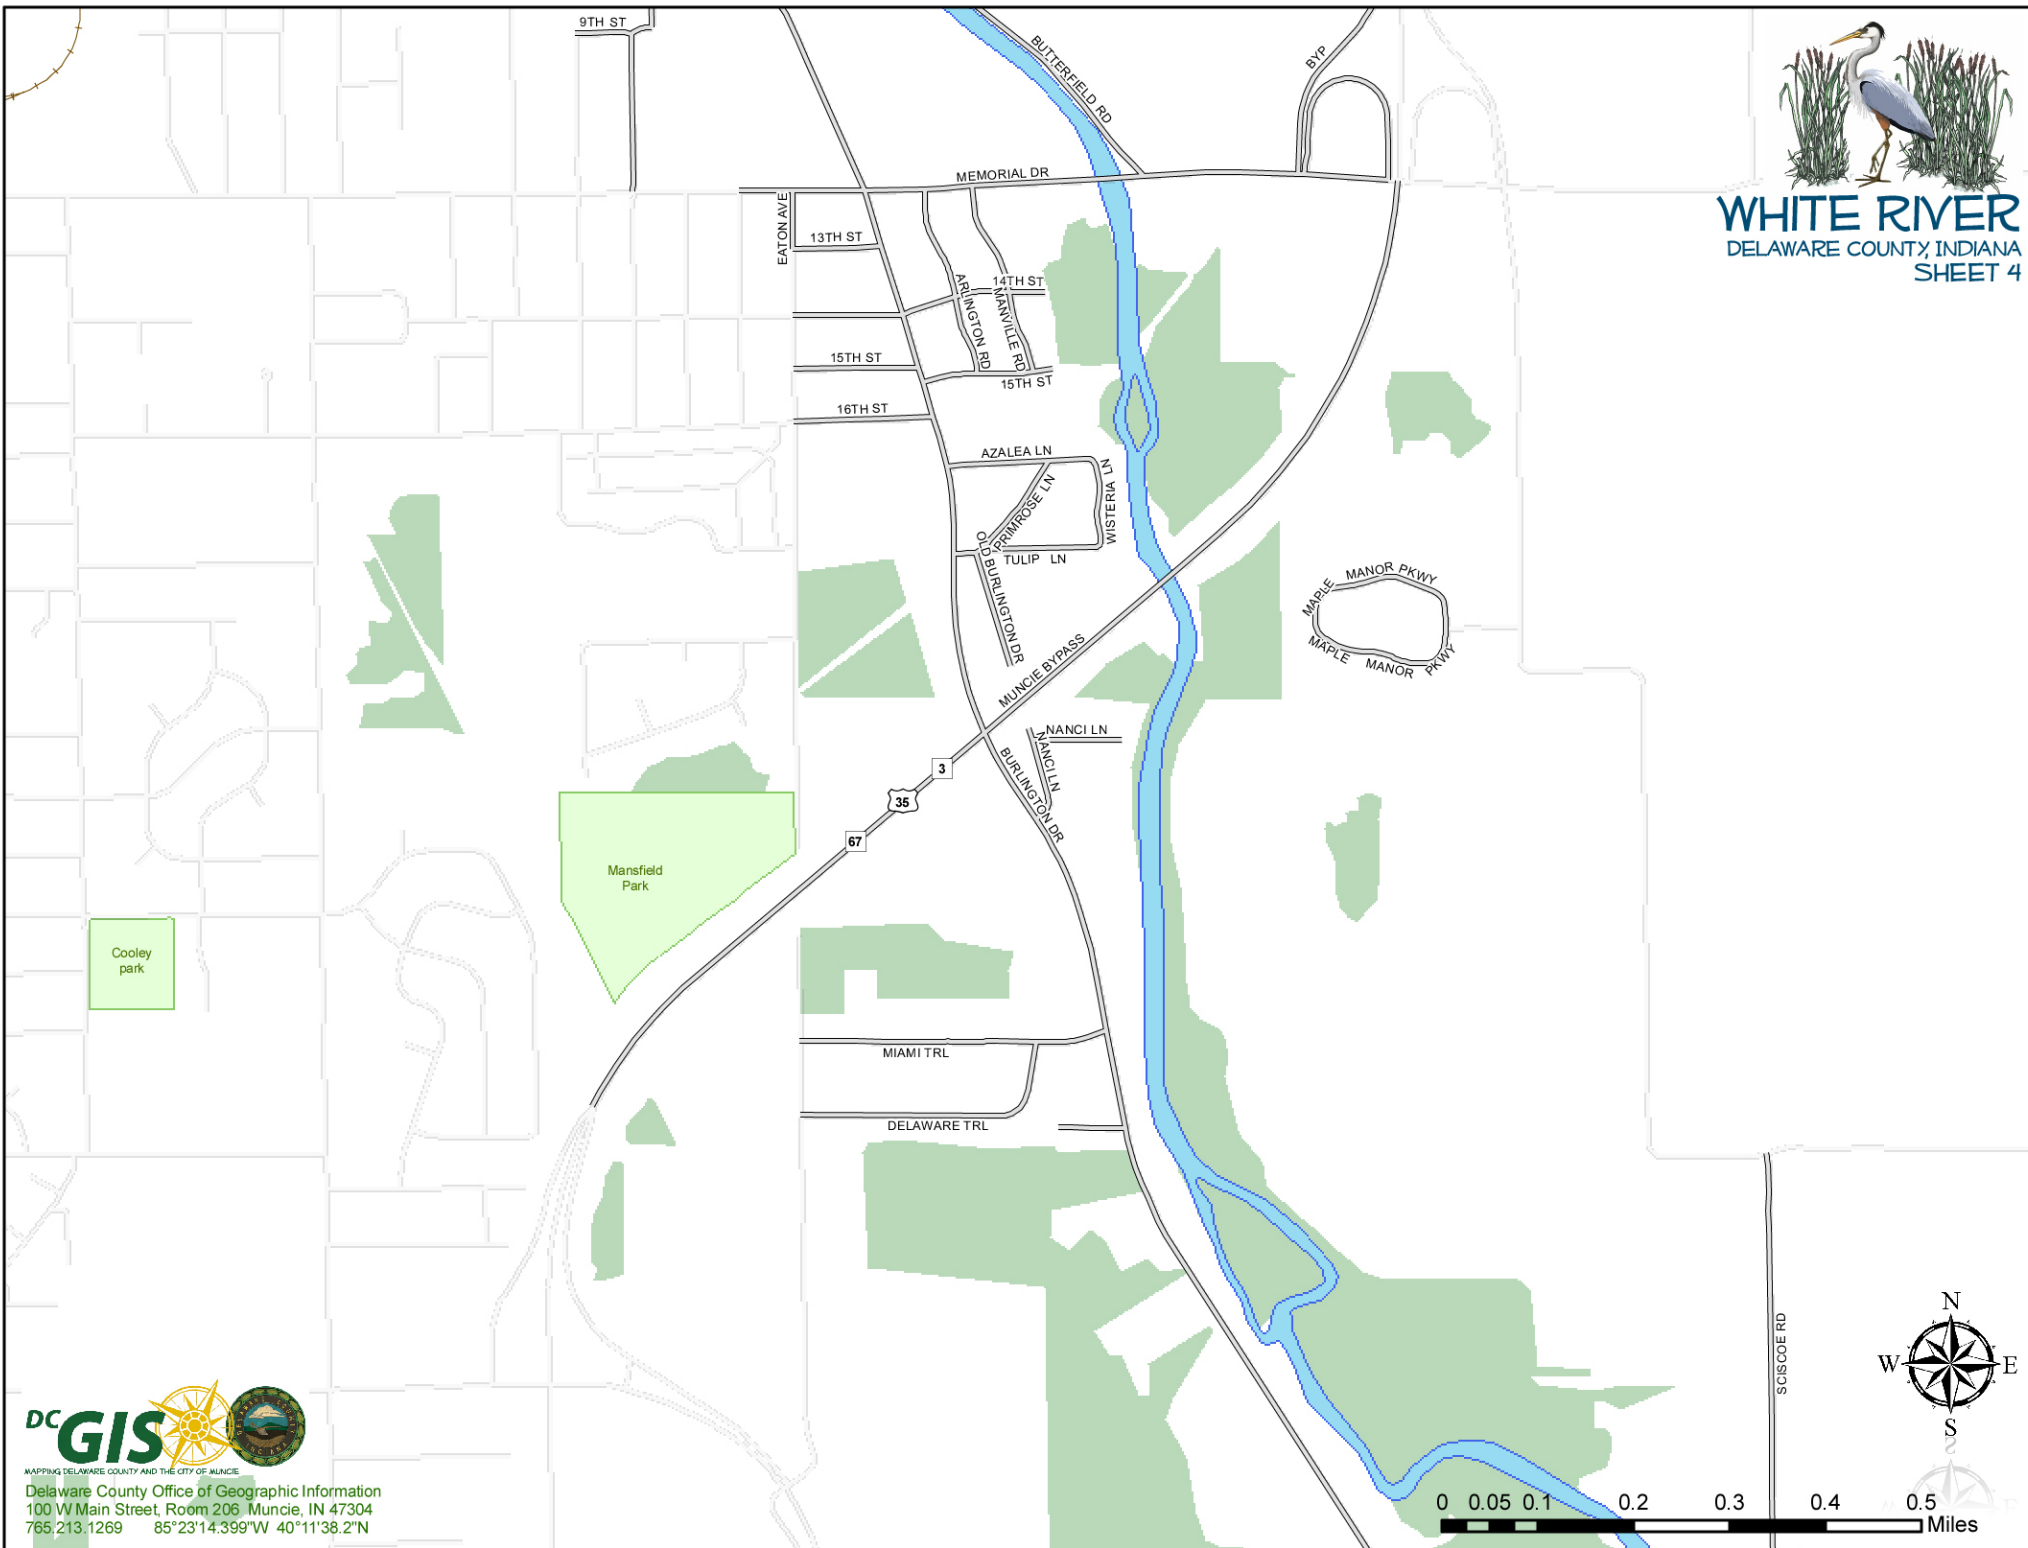 9TH ST
BUTTERFIELD RD
BYP
WHITE RIVER
DELAWARE COUNTY, INDIANA
SHEET 4
MEMORIAL DR
EATON AVE
13TH ST
14TH ST
ARLINGTON RD
MANVILLE RD
15TH ST
15TH ST
16TH ST
AZALEA LN
PRIMROSE LN
WISTERIA LN
TULIP LN
OLD BURLINGTON DR
MAPLE MANOR PKWY
MAPLE MANOR PKWY
MUNCIE BYPASS
NANCI LN
NANCI LN
BURLINGTON DR
3
35
67
Mansfield
Park
Cooley
park
MIAMI TRL
DELAWARE TRL
SCISCOE RD
N
W E
S
DC GIS
MAPPING DELAWARE COUNTY AND THE CITY OF MUNCIE
Delaware County Office of Geographic Information
100 W Main Street, Room 206 Muncie, IN 47304
765.213.1269 85°23'14.399"W 40°11'38.2"N
0 0.05 0.1 0.2 0.3 0.4 0.5
Miles